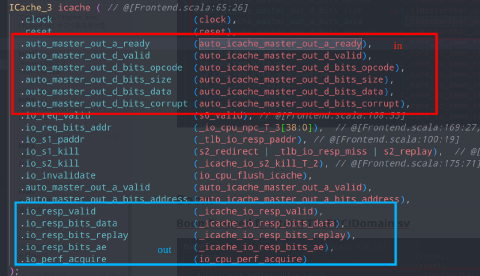 ICache_3 icache ( // @[Frontend.scala:65:26]
.clock (clock),
.reset (reset),
.auto_master_out_a_ready (auto_icache_master_out_a_ready), in
.auto_master_out_d_valid (auto_icache_master_out_d_valid),
.auto_master_out_d_bits_opcode (auto_icache_master_out_d_bits_opcode),
.auto_master_out_d_bits_size (auto_icache_master_out_d_bits_size),
.auto_master_out_d_bits_data (auto_icache_master_out_d_bits_data),
.auto_master_out_d_bits_corrupt (auto_icache_master_out_d_bits_corrupt),
.io_req_valid (s0_valid), // @[Frontend.scala:108:35]
.io_req_bits_addr (_io_cpu_npc_T_3[38:0]), // @[Frontend.scala:169:27,
.io_s1_paddr (_tlb_io_resp_paddr), // @[Frontend.scala:100:19]
.io_s1_kill (s2_redirect | _tlb_io_resp_miss | s2_replay), // @[
.io_s2_kill (_icache_io_s2_kill_T_2), // @[Frontend.scala:175:71]
.io_invalidate (io_cpu_flush_icache),
.auto_master_out_a_valid (auto_icache_master_out_a_valid),
.auto_master_out_a_bits_address (auto_icache_master_out_a_bits_address),
.io_resp_valid (_icache_io_resp_valid),
.io_resp_bits_data (_icache_io_resp_bits_data),
.io_resp_bits_replay (_icache_io_resp_bits_replay),
.io_resp_bits_ae out (_icache_io_resp_bits_ae),
.io_perf_acquire (io_cpu_perf_acquire)
);